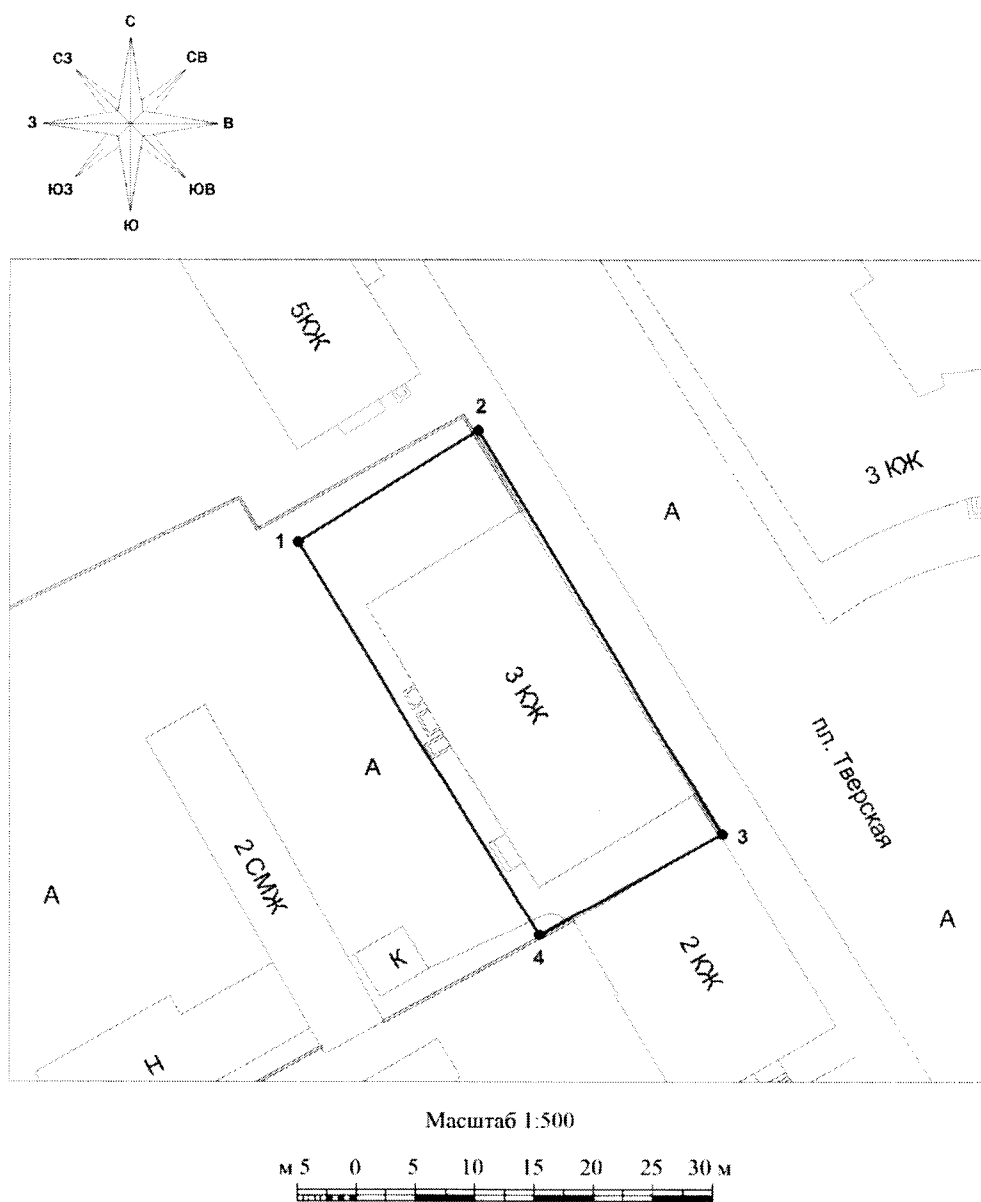 С
СЗ
СВ
З
В
ЮЗ
ЮВ
Ю
5КЖ
2
3 КЖ
А
1
3 КЖ
пл. Тверская
А
3
2 СМЖ
А
А
4
К
2 КЖ
Н
Масштаб 1:500
м 5 0 5 10 15 20 25 30 м